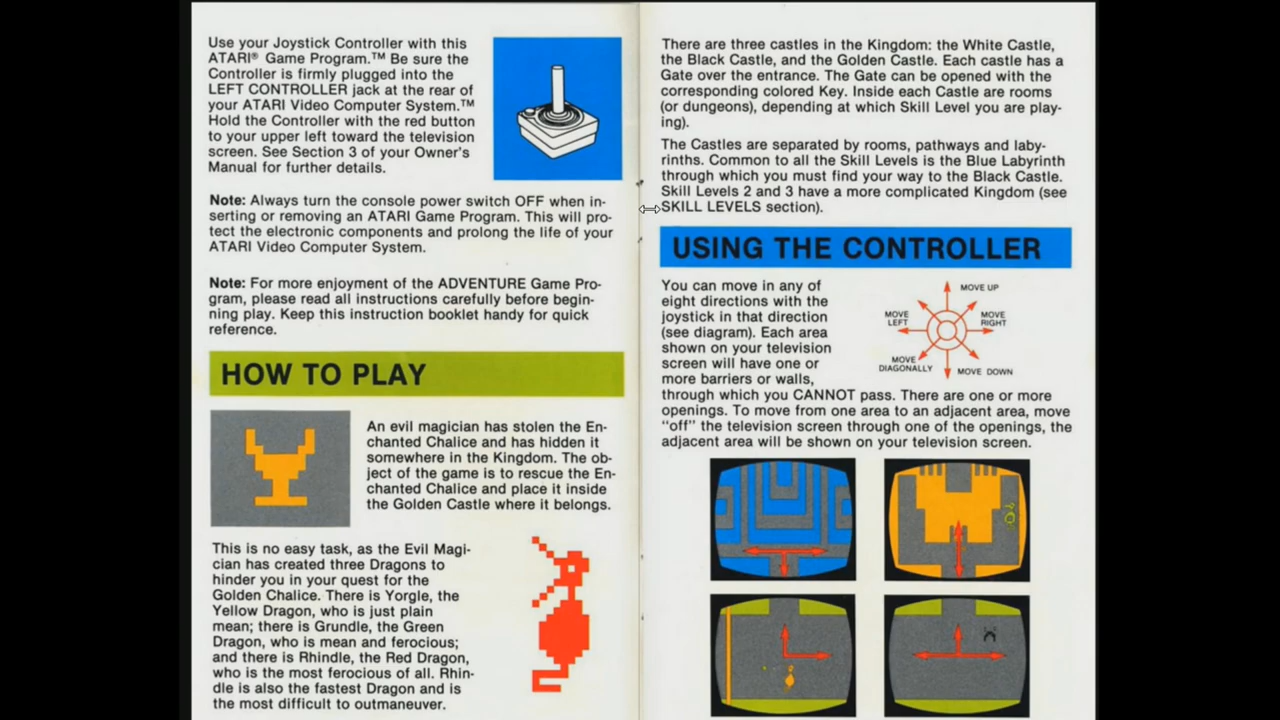 Use your Joystick Controller with this
ATARI® Game Program.™ Be sure the
Controller is firmly plugged into the
LEFT CONTROLLER jack at the rear of
your ATARI Video Computer System.™
Hold the Controller with the red button
to your upper left toward the television
screen. See Section 3 of your Owner's
Manual for further details.
Note: Always turn the console power switch OFF when in-
serting or removing an ATARI Game Program. This will pro-
tect the electronic components and prolong the life of your
ATARI Video Computer System.
Note: For more enjoyment of the ADVENTURE Game Pro-
gram, please read all instructions carefully before begin-
ning play. Keep this instruction booklet handy for quick
reference.
HOW TO PLAY
An evil magician has stolen the En-
chanted Chalice and has hidden it
somewhere in the Kingdom. The ob-
ject of the game is to rescue the En-
chanted Chalice and place it inside
the Golden Castle where it belongs.
This is no easy task, as the Evil Magi-
cian has created three Dragons to
hinder you in your quest for the
Golden Chalice. There is Yorgle, the
Yellow Dragon, who is just plain
mean; there is Grundle, the Green
Dragon, who is mean and ferocious;
and there is Rhindle, the Red Dragon,
who is the most ferocious of all. Rhin-
dle is also the fastest Dragon and is
the most difficult to outmaneuver.
There are three castles in the Kingdom: the White Castle,
the Black Castle, and the Golden Castle. Each castle has a
Gate over the entrance. The Gate can be opened with the
corresponding colored Key. Inside each Castle are rooms
(or dungeons), depending at which Skill Level you are play-
ing).
The Castles are separated by rooms, pathways and laby-
rinths. Common to all the Skill Levels is the Blue Labyrinth
through which you must find your way to the Black Castle.
Skill Levels 2 and 3 have a more complicated Kingdom (see
SKILL LEVELS section).
USING THE CONTROLLER
You can move in any of
eight directions with the
joystick in that direction
(see diagram). Each area
shown on your television
screen will have one or
more barriers or walls,
through which you CANNOT pass. There are one or more
openings. To move from one area to an adjacent area, move
“off” the television screen through one of the openings, the
adjacent area will be shown on your television screen.
MOVE UP
MOVE
LEFT
MOVE
RIGHT
MOVE
DIAGONALLY
MOVE DOWN